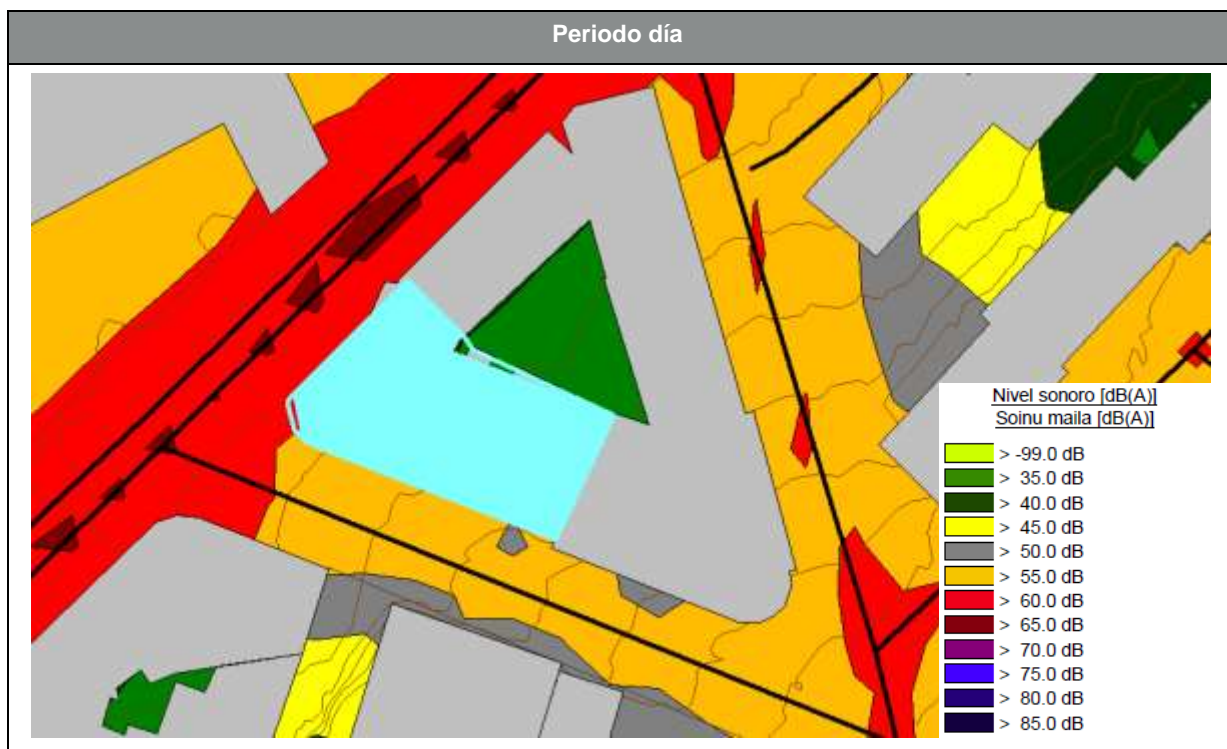 Periodo día
Nivel sonoro [dB(A)]
Soinu maila [dB(A)]
> -99.0 dB
> 35.0 dB
> 40.0 dB
> 45.0 dB
> 50.0 dB
> 55.0 dB
> 60.0 dB
> 65.0 dB
> 70.0 dB
> 75.0 dB
> 80.0 dB
> 85.0 dB